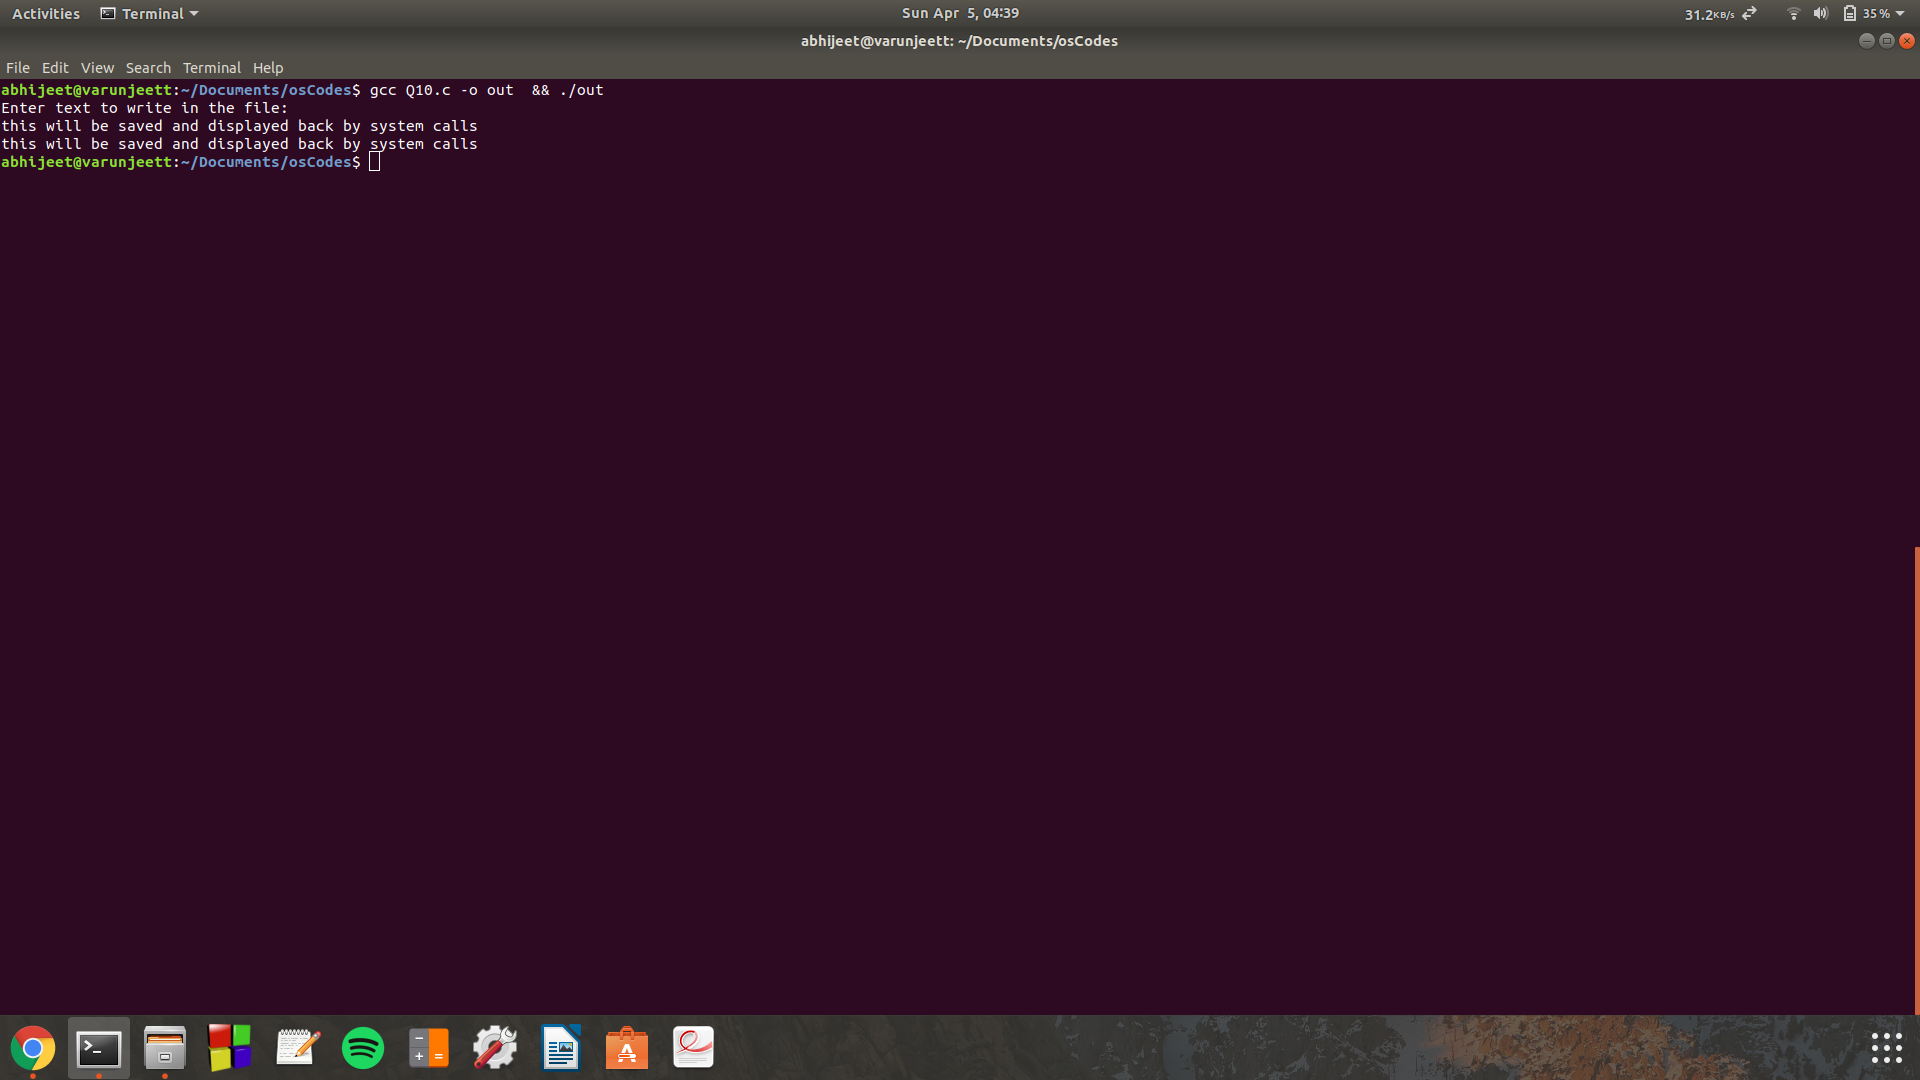 Activities Terminal Sun Apr 5, 04:39 31.2KB/s 35%
abhijeet@varunjeett: ~/Documents/osCodes
File Edit View Search Terminal Help
abhijeet@varunjeett:~/Documents/osCodes$ gcc Q10.c -o out  && ./out
Enter text to write in the file:
this will be saved and displayed back by system calls
this will be saved and displayed back by system calls
abhijeet@varunjeett:~/Documents/osCodes$